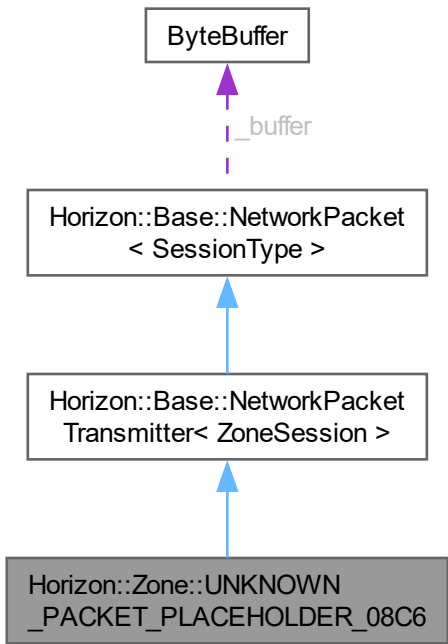 ByteBuffer
_buffer
Horizon::Base::NetworkPacket
< SessionType >
Horizon::Base::NetworkPacket
Transmitter< ZoneSession >
Horizon::Zone::UNKNOWN
_PACKET_PLACEHOLDER_08C6